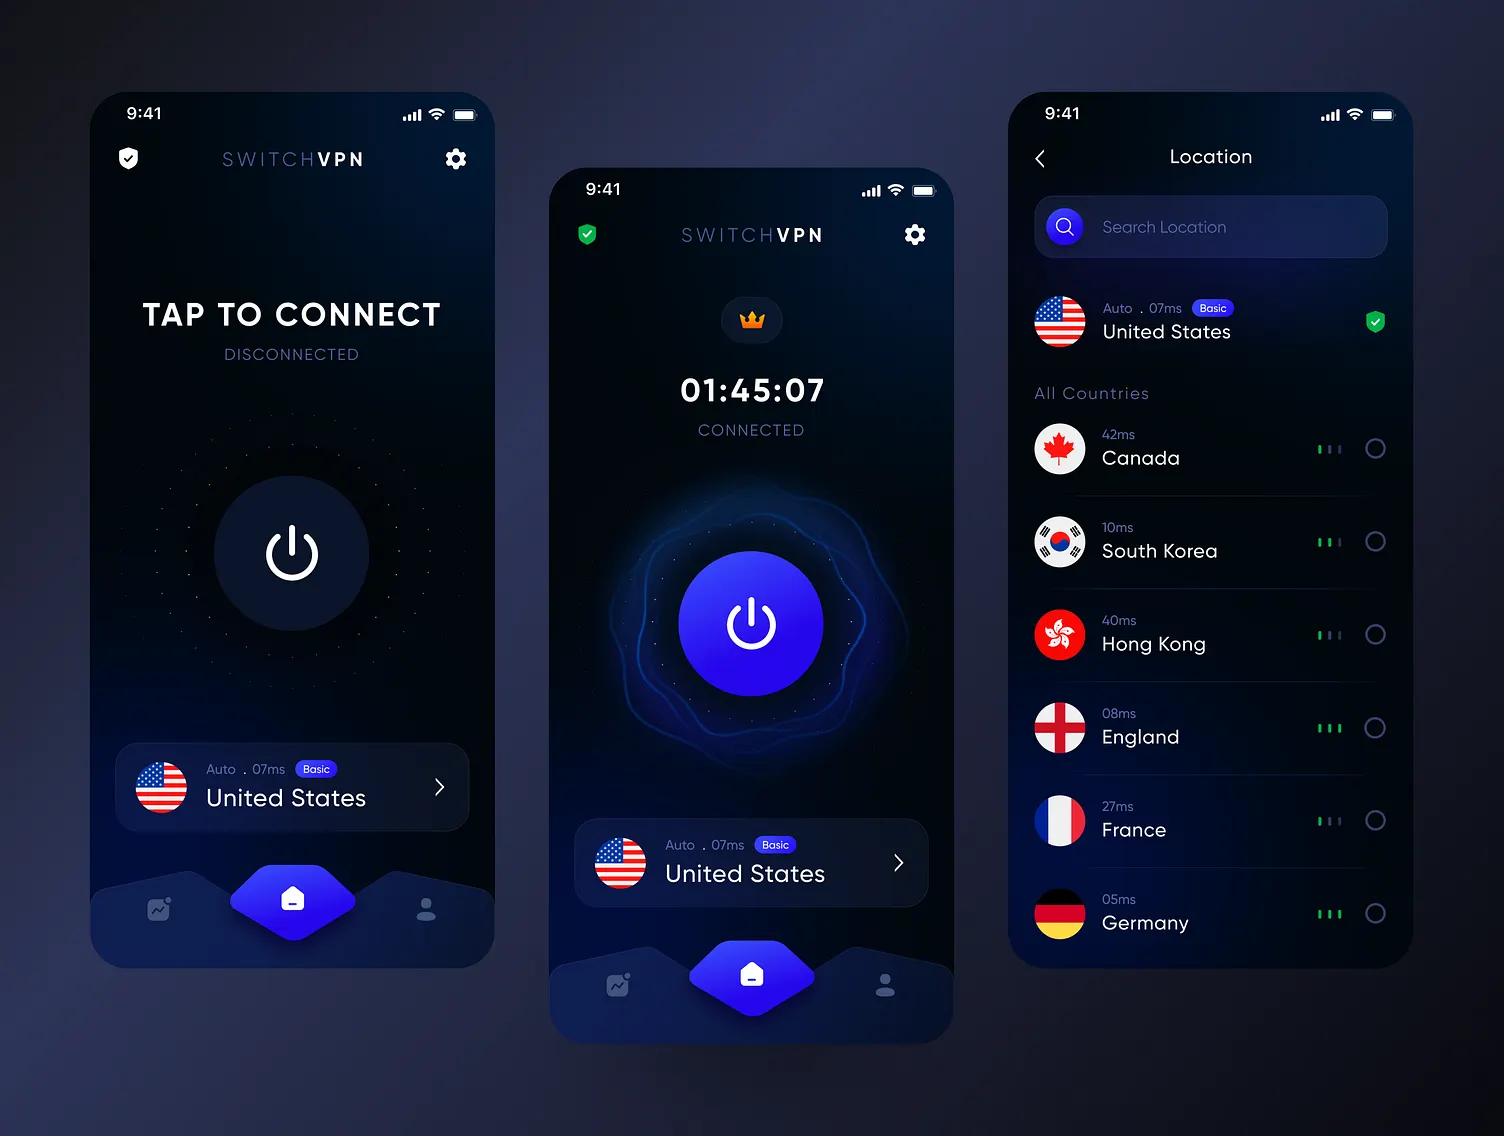 9:41
SWITCHVPN
TAP TO CONNECT
DISCONNECTED
Auto . 07ms Basic
United States
9:41
SWITCHVPN
01:45:07
CONNECTED
Auto . 07ms Basic
United States
9:41
Location
Search Location
Auto . 07ms Basic
United States
All Countries
42ms
Canada
10ms
South Korea
40ms
Hong Kong
08ms
England
27ms
France
05ms
Germany